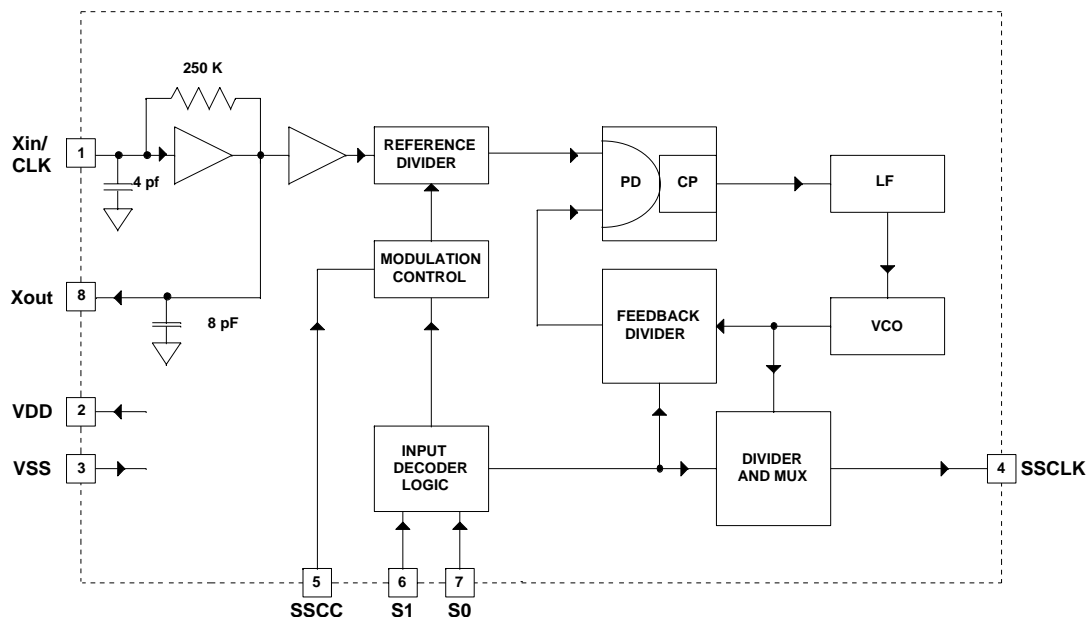 250 K
Xin/
CLK
1
4 pf
REFERENCE
DIVIDER
PD
CP
LF
MODULATION
CONTROL
Xout
8
8 pF
FEEDBACK
DIVIDER
VCO
VDD
2
VSS
3
INPUT
DECODER
LOGIC
DIVIDER
AND MUX
4
SSCLK
5
6
7
SSCC
S1
S0